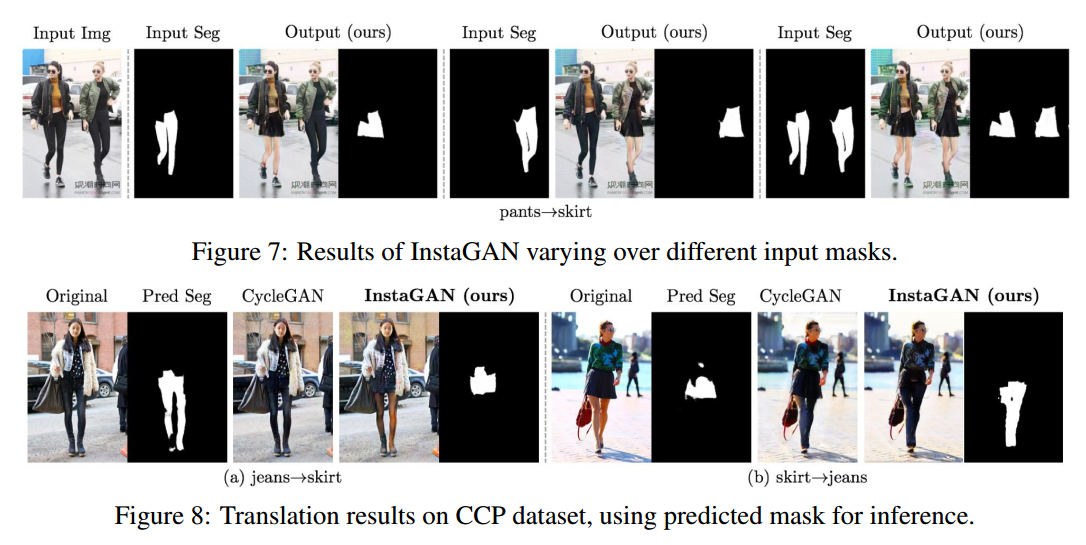 Input Img Input Seg Output (ours) Input Seg Output (ours) Input Seg Output (ours)
pants→skirt
Figure 7: Results of InstaGAN varying over different input masks.
Original Pred Seg CycleGAN InstaGAN (ours) Original Pred Seg CycleGAN InstaGAN (ours)
(a) jeans→skirt (b) skirt→jeans
Figure 8: Translation results on CCP dataset, using predicted mask for inference.